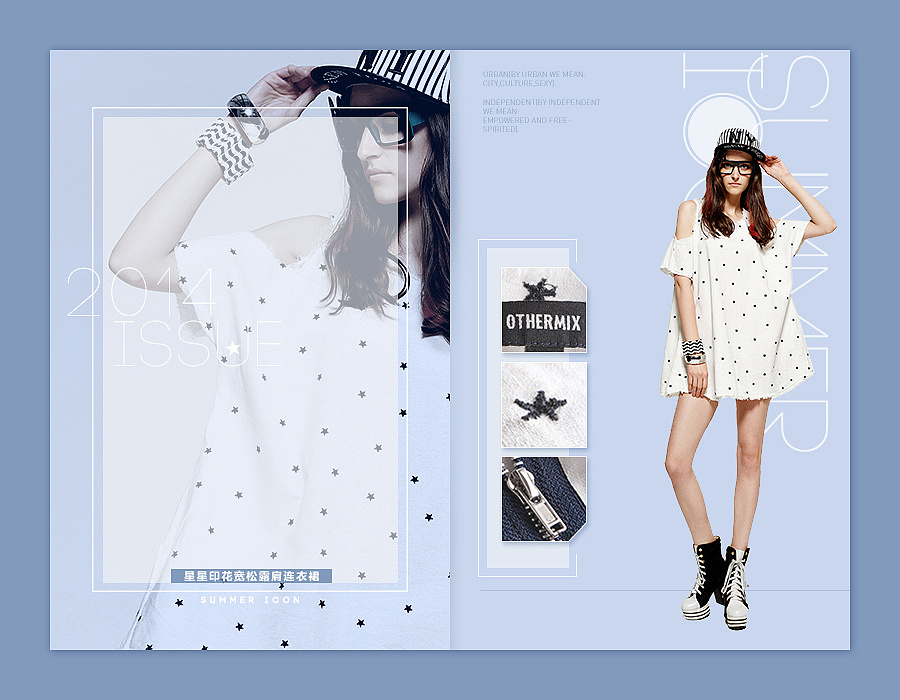 2014
ISSUE
星星印花宽松露肩连衣裙
SUMMER ICON
URBAN[BY URBAN WE MEAN:
CITY,CULTURE,SEXY].
INDEPENDENT[BY INDEPENDENT
WE MEAN:
EMPOWERED AND FREE-
SPIRITED].
OTHERMIX
SUMMER